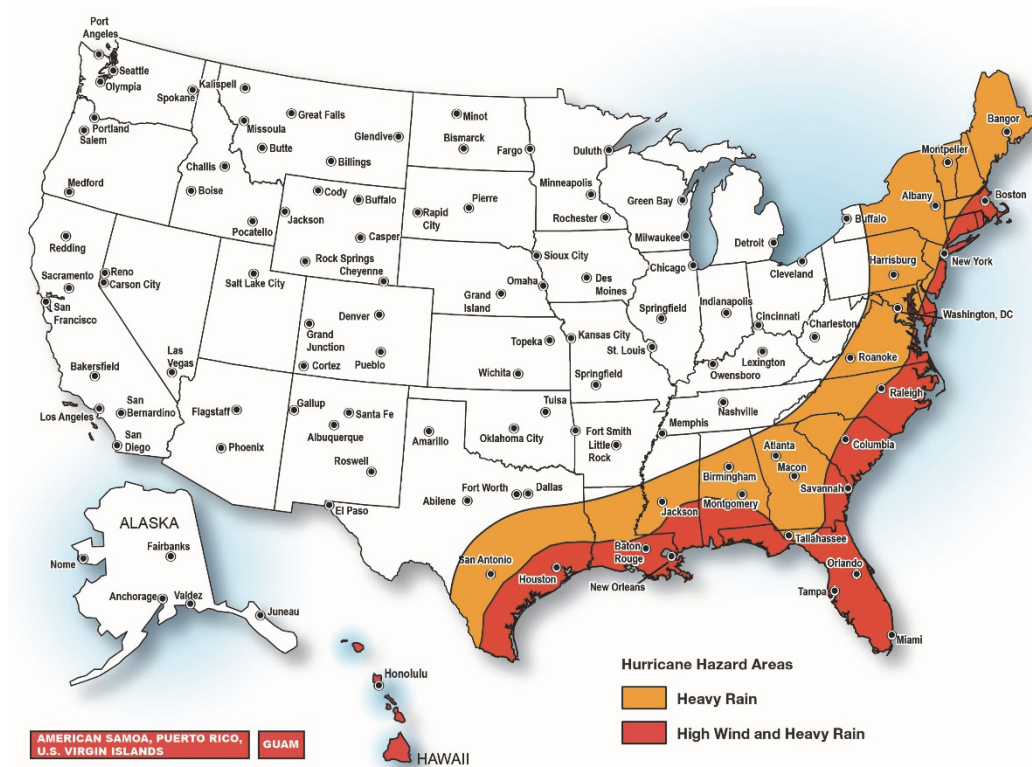 Port
Angeles
Seattle
Olympia
Spokane
Kalispell
Great Falls
Missoula
Butte
Glendive
Billings
Minot
Bismarck
Fargo
Duluth
Portland
Salem
Medford
Challis
Boise
Pocatello
Cody
Buffalo
Jackson
Casper
Rock Springs
Cheyenne
Rapid
City
Pierre
Minneapolis
Rochester
Green Bay
Milwaukee
Detroit
Buffalo
Albany
Montpelier
Bangor
Boston
New York
Harrisburg
Washington, DC
Redding
Sacramento
San
Francisco
Reno
Carson City
Salt Lake City
Sioux City
Omaha
Grand
Island
Des
Moines
Chicago
Cleveland
Denver
Grand
Junction
Pueblo
Cortez
Topeka
Wichita
Kansas City
St. Louis
Springfield
Springfield
Indianapolis
Cincinnati
Charleston
Lexington
Owensboro
Roanoke
Raleigh
Bakersfield
Las
Vegas
Los Angeles
San
Bernardino
San
Diego
Flagstaff
Phoenix
Gallup
Santa Fe
Albuquerque
Roswell
Amarillo
Tulsa
Oklahoma City
Fort Smith
Little
Rock
Memphis
Nashville
Atlanta
Macon
Columbia
Savannah
Birmingham
Montgomery
Jackson
El Paso
Abilene
Fort Worth
Dallas
San Antonio
Houston
Baton
Rouge
New Orleans
Tallahassee
Orlando
Tampa
Miami
ALASKA
Nome
Fairbanks
Anchorage
Valdez
Juneau
Honolulu
HAWAII
AMERICAN SAMOA, PUERTO RICO,
U.S. VIRGIN ISLANDS
GUAM
Hurricane Hazard Areas
Heavy Rain
High Wind and Heavy Rain